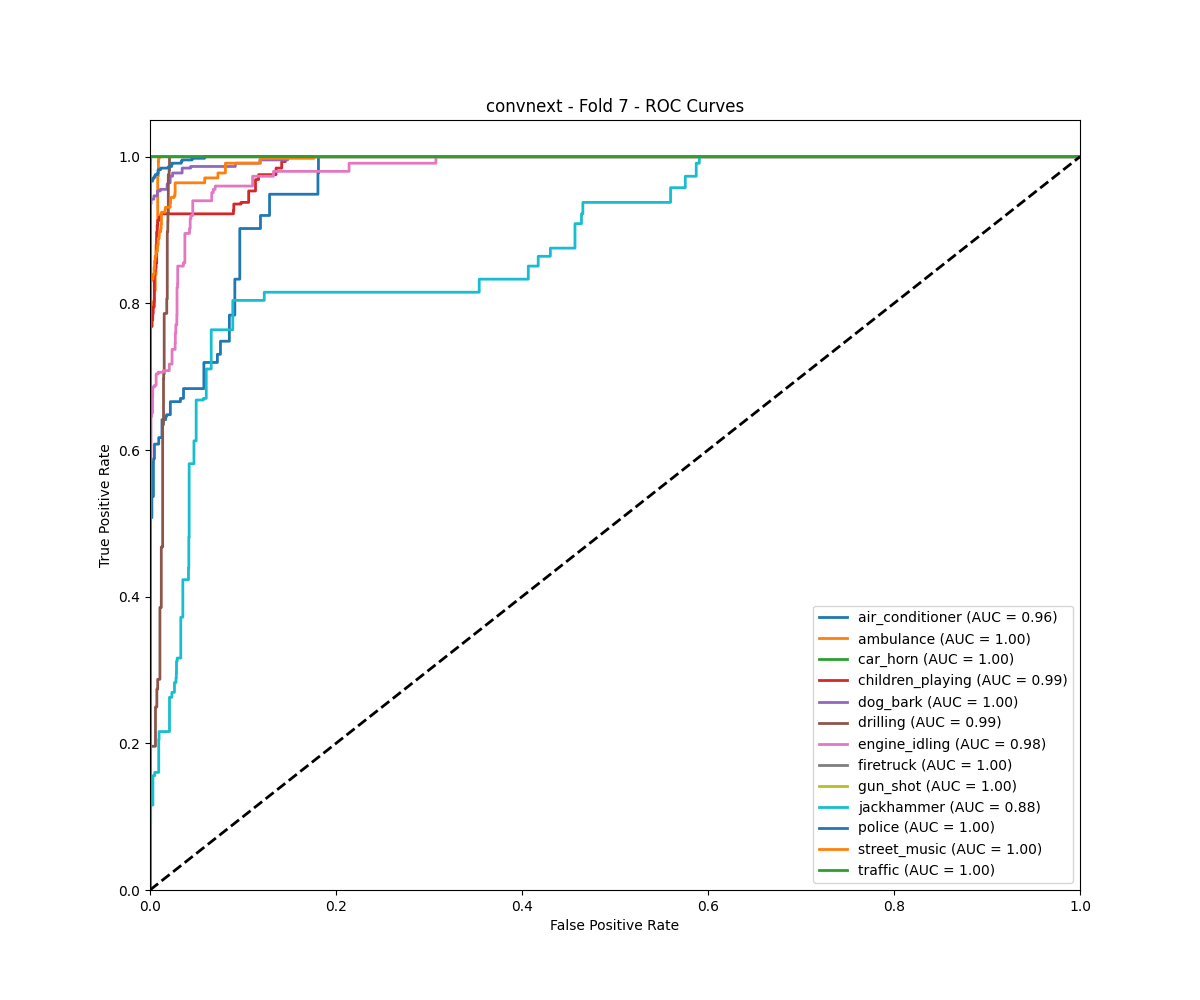 convnext - Fold 7 - ROC Curves
1.0
0.8
0.6
0.4
0.2
0.0
True Positive Rate
0.0 0.2 0.4 0.6 0.8 1.0
False Positive Rate
air_conditioner (AUC = 0.96)
ambulance (AUC = 1.00)
car_horn (AUC = 1.00)
children_playing (AUC = 0.99)
dog_bark (AUC = 1.00)
drilling (AUC = 0.99)
engine_idling (AUC = 0.98)
firetruck (AUC = 1.00)
gun_shot (AUC = 1.00)
jackhammer (AUC = 0.88)
police (AUC = 1.00)
street_music (AUC = 1.00)
traffic (AUC = 1.00)